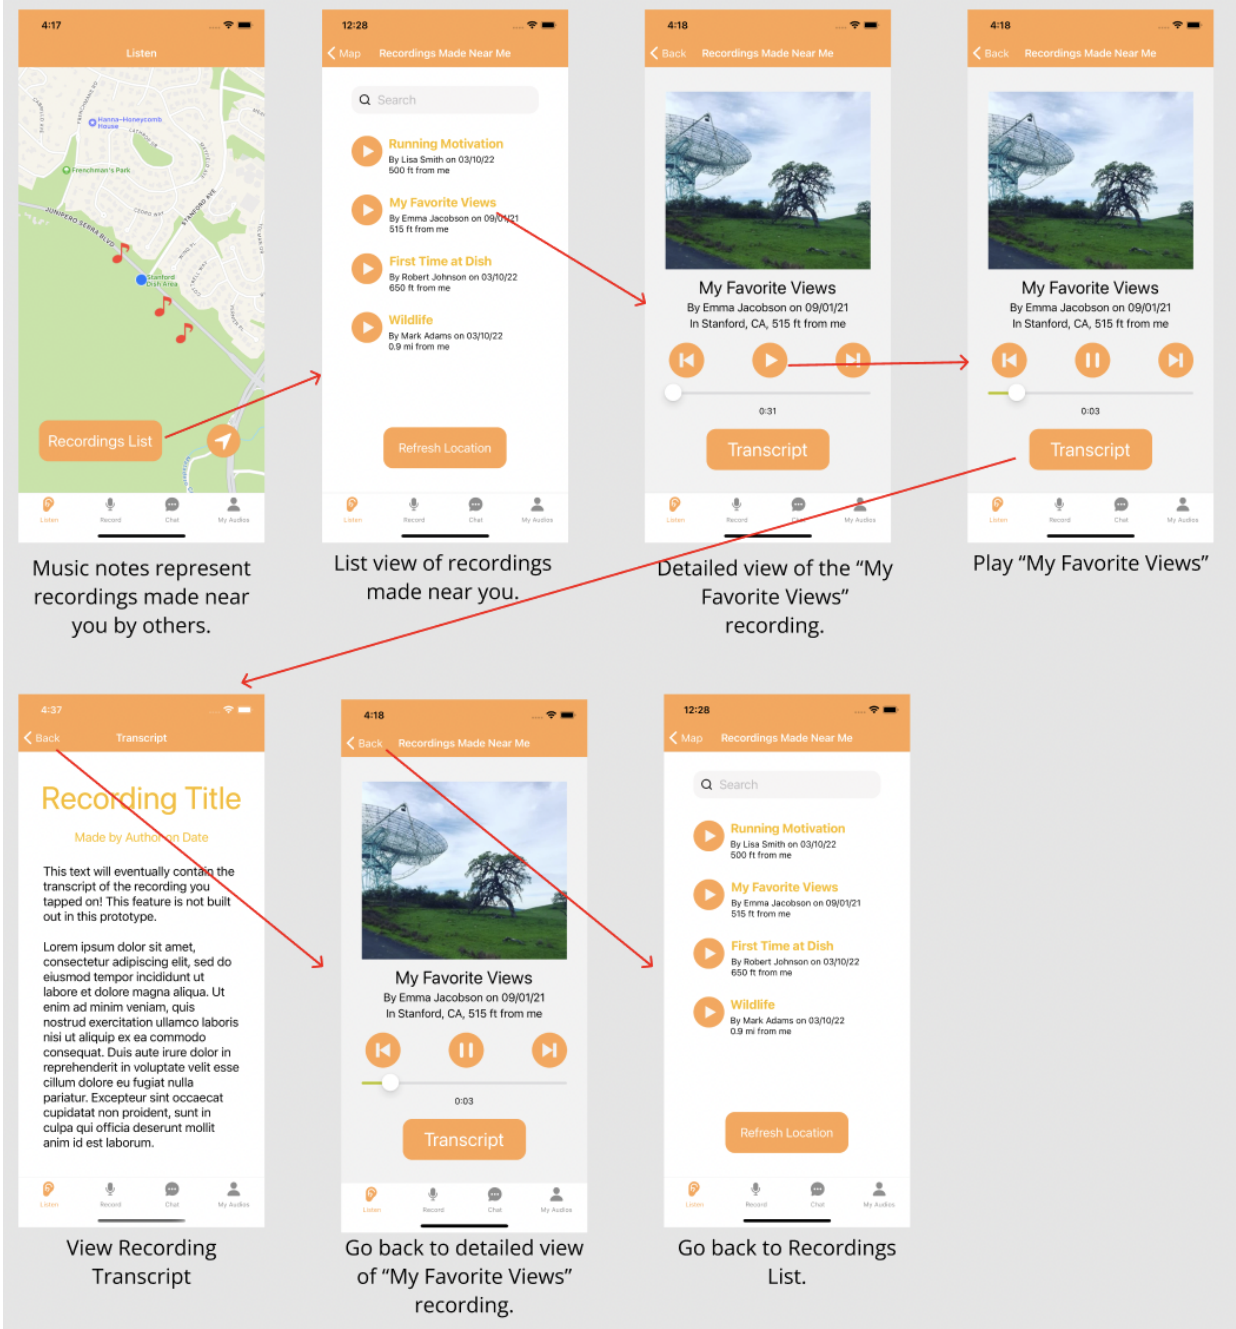 4:17
Listen
Hanna-Honeycomb
House
Frenchman's Park
JUNIPERO SERRA BLVD
STANFORD AVE
Stanford
Dish Area
Recordings List
Listen
Record
Chat
My Audios
Music notes represent
recordings made near
you by others.
12:28
Map
Recordings Made Near Me
Search
Running Motivation
By Lisa Smith on 03/10/22
500 ft from me
My Favorite Views
By Emma Jacobson on 09/01/21
515 ft from me
First Time at Dish
By Robert Johnson on 03/10/22
650 ft from me
Wildlife
By Mark Adams on 03/10/22
0.9 mi from me
Refresh Location
Listen
Record
Chat
My Audios
List view of recordings
made near you.
4:18
Back
Recordings Made Near Me
My Favorite Views
By Emma Jacobson on 09/01/21
In Stanford, CA, 515 ft from me
0:31
Transcript
Listen
Record
Chat
My Audios
Detailed view of the “My
Favorite Views”
recording.
4:18
Back
Recordings Made Near Me
My Favorite Views
By Emma Jacobson on 09/01/21
In Stanford, CA, 515 ft from me
0:03
Transcript
Listen
Record
Chat
My Audios
Play “My Favorite Views”
4:37
Back
Transcript
Recording Title
Made by Author on Date
This text will eventually contain the
transcript of the recording you
tapped on! This feature is not built
out in this prototype.
Lorem ipsum dolor sit amet,
consectetur adipiscing elit, sed do
eiusmod tempor incididunt ut
labore et dolore magna aliqua. Ut
enim ad minim veniam, quis
nostrud exercitation ullamco laboris
nisi ut aliquip ex ea commodo
consequat. Duis aute irure dolor in
reprehenderit in voluptate velit esse
cillum dolore eu fugiat nulla
pariatur. Excepteur sint occaecat
cupidatat non proident, sunt in
culpa qui officia deserunt mollit
anim id est laborum.
Listen
Record
Chat
My Audios
View Recording
Transcript
4:18
Back
Recordings Made Near Me
My Favorite Views
By Emma Jacobson on 09/01/21
In Stanford, CA, 515 ft from me
0:03
Transcript
Listen
Record
Chat
My Audios
Go back to detailed view
of “My Favorite Views”
recording.
12:28
Map
Recordings Made Near Me
Search
Running Motivation
By Lisa Smith on 03/10/22
500 ft from me
My Favorite Views
By Emma Jacobson on 09/01/21
515 ft from me
First Time at Dish
By Robert Johnson on 03/10/22
650 ft from me
Wildlife
By Mark Adams on 03/10/22
0.9 mi from me
Refresh Location
Listen
Record
Chat
My Audios
Go back to Recordings
List.